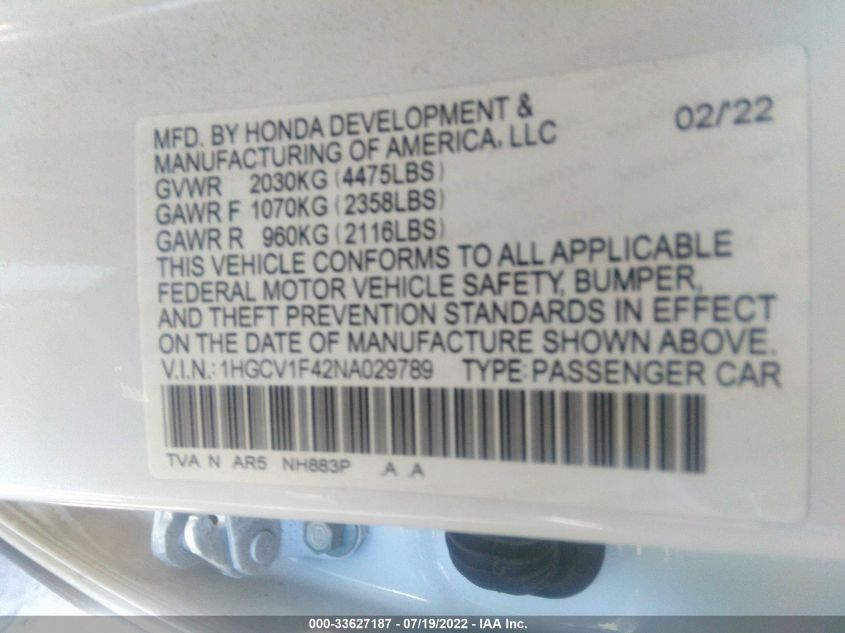 MFD. BY HONDA DEVELOPMENT & 02/'22
MANUFACTURING OF AMERICA, LLC
GVWR 2030KG (4475LBS)
GAWR F 1070KG (2358LBS)
GAWR R 960KG (2116LBS)
THIS VEHICLE CONFORMS TO ALL APPLICABLE
FEDERAL MOTOR VEHICLE SAFETY, BUMPER,
AND THEFT PREVENTION STANDARDS IN EFFECT
ON THE DATE OF MANUFACTURE SHOWN ABOVE.
V.I.N.: 1HGCV1F42NA029789 TYPE: PASSENGER CAR
TVA N AR5 NH883P A A
000-33627187 - 07/19/2022 - IAA Inc.